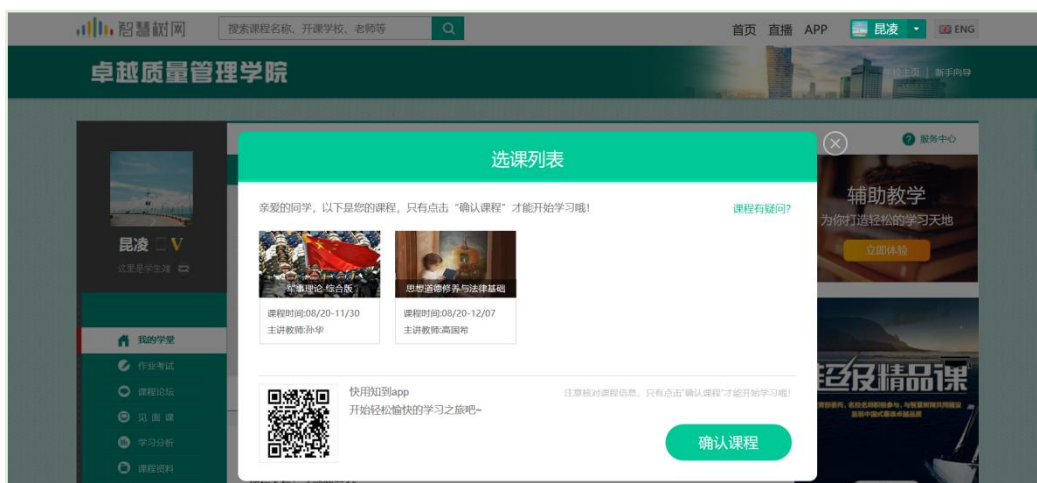 智慧树网
搜索课程名称、开课学校、老师等
首页 直播 APP
昆凌
ENG
卓越质量管理学院
学校主页 | 新手向导
服务中心
选课列表
亲爱的同学，以下是您的课程，只有点击“确认课程”才能开始学习哦！
课程有疑问?
军事理论-综合版
课程时间:08/20-11/30
主讲教师:孙华
思想道德修养与法律基础
课程时间:08/20-12/07
主讲教师:高国希
快用知到app
开始轻松愉快的学习之旅吧~
注意核对课程信息，只有点击“确认课程”才能开始学习哦！
确认课程
昆凌
V
这里是学生端
我的学堂
作业考试
课程论坛
见面课
学习分析
课程资料
辅助教学
为你打造轻松的学习天地
立即体验
超级精品课